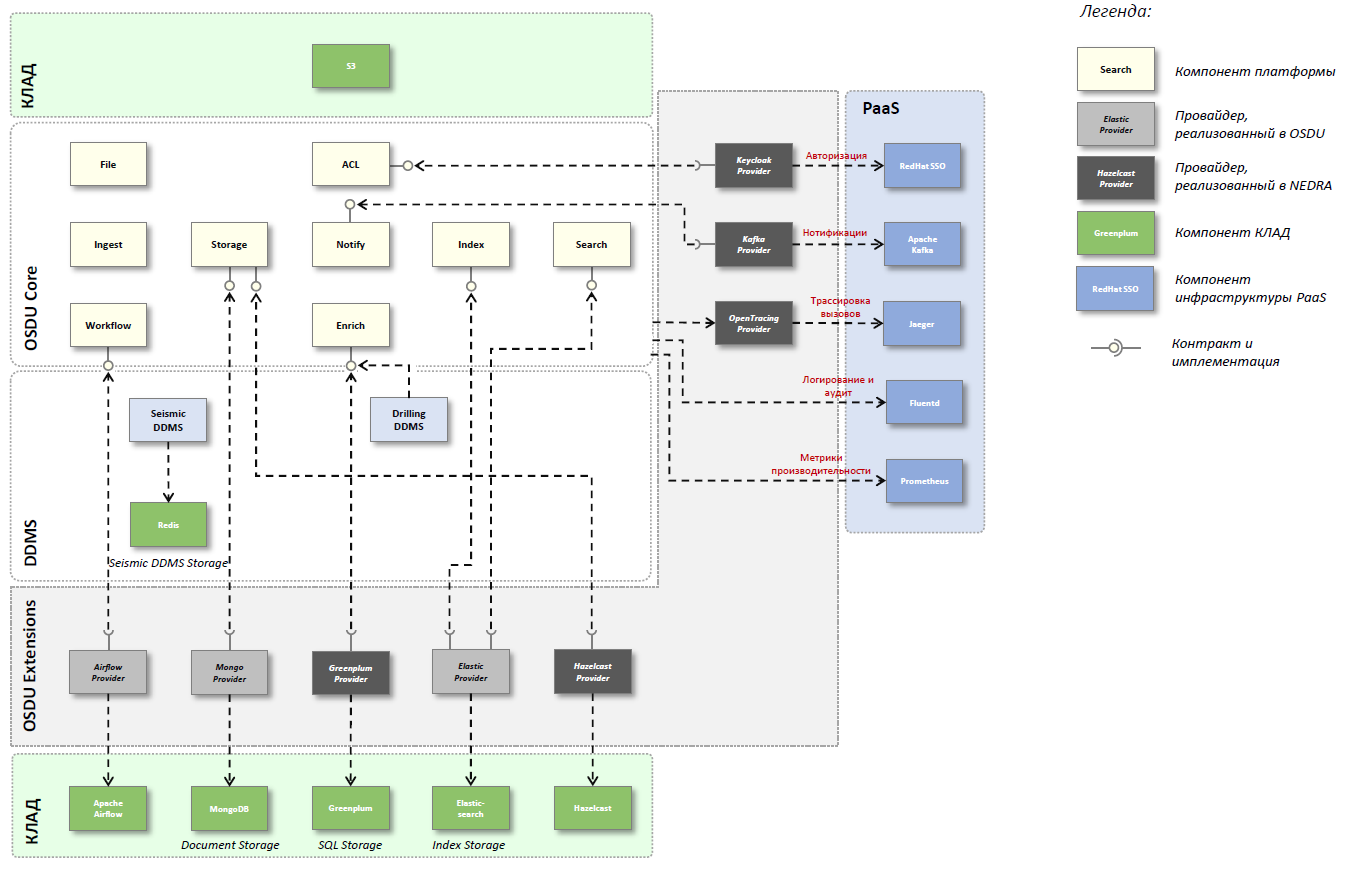 Легенда:
КЛАД
S3
Search
Компонент платформы
Elastic
Provider
Провайдер,
реализованный в OSDU
Hazelcast
Provider
Провайдер,
реализованный в NEDRA
Greenplum
Компонент КЛАД
RedHat SSO
Компонент
инфраструктуры PaaS
Контракт и
имплементация
PaaS
OSDU Core
File
ACL
Keycloak
Provider
Авторизация
RedHat SSO
Ingest
Storage
Notify
Index
Search
Kafka
Provider
Нотификации
Apache
Kafka
Workflow
Enrich
OpenTracing
Provider
Трассировка
вызовов
Jaeger
Логирование и
аудит
Fluentd
Метрики
производительности
Prometheus
DDMS
Seismic
DDMS
Drilling
DDMS
Redis
Seismic DDMS Storage
OSDU Extensions
Airflow
Provider
Mongo
Provider
Greenplum
Provider
Elastic
Provider
Hazelcast
Provider
КЛАД
Apache
Airflow
MongoDB
Greenplum
Elastic-
search
Hazelcast
Document Storage
SQL Storage
Index Storage